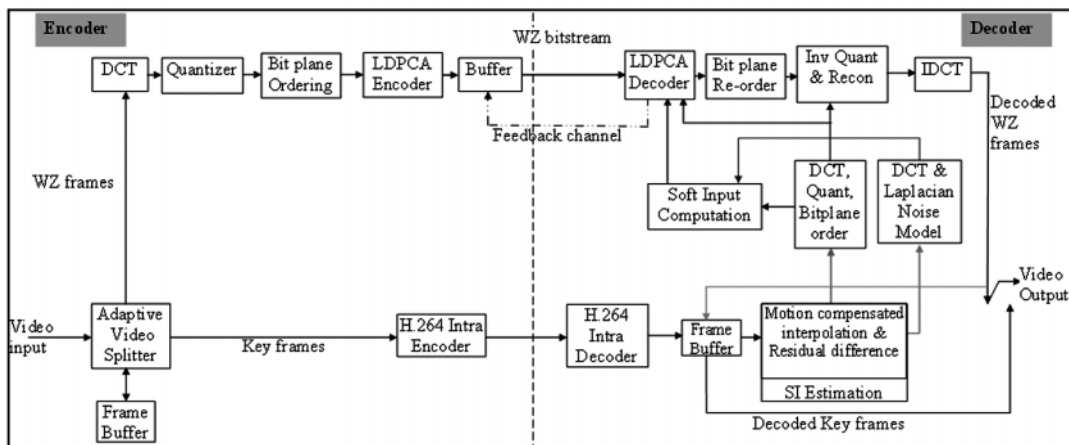 Encoder
Decoder
WZ bitstream
DCT
Quantizer
Bit plane
Ordering
LDPCA
Encoder
Buffer
LDPCA
Decoder
Bit plane
Re-order
Inv Quant
& Recon
IDCT
Feedback channel
Decoded
WZ
frames
WZ frames
Soft Input
Computation
DCT,
Quant,
Bitplane
order
DCT &
Laplacian
Noise
Model
Video
input
Adaptive
Video
Splitter
Key frames
H.264 Intra
Encoder
H.264
Intra
Decoder
Frame
Buffer
Motion compensated
interpolation &
Residual difference
SI Estimation
Video
Output
Frame
Buffer
Decoded Key frames